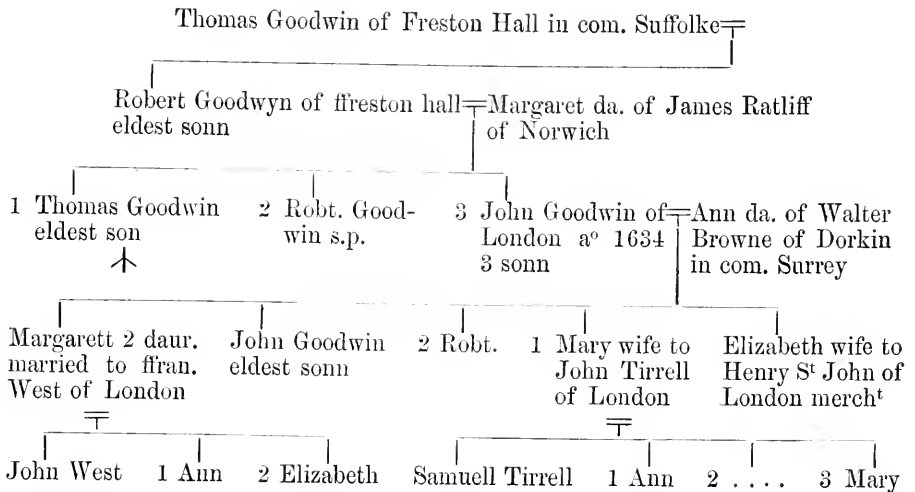 Thomas Goodwin of Freston Hall in com. Suffolke
Robert Goodwyn of ffreston hall
eldest sonn
Margaret da. of James Ratliff
of Norwich
1 Thomas Goodwin
eldest son
2 Robt. Good-
win s.p.
3 John Goodwin of
London aº 1634
3 sonn
Ann da. of Walter
Browne of Dorkin
in com. Surrey
Margarett 2 daur.
married to ffran.
West of London
John Goodwin
eldest sonn
2 Robt.
1 Mary wife to
John Tirrell
of London
Elizabeth wife to
Henry Sᵗ John of
London merchᵗ
John West
1 Ann
2 Elizabeth
Samuell Tirrell
1 Ann
2 . . . .
3 Mary